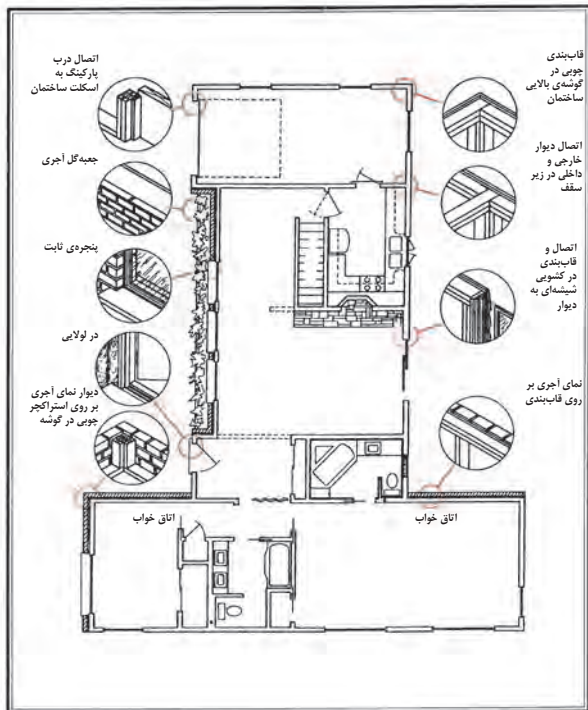 قاب‌بندی
چوبی در
گوشه‌ی بالایی
ساختمان
اتصال دیوار
خارجی و
داخلی در زیر
سقف
اتصال و
قاب‌بندی
در کشویی
شیشه‌ای به
دیوار
نمای آجری بر
روی قاب‌بندی
اتصال درب
پارکینگ به
اسکلت ساختمان
جعبه‌گل آجری
پنجره‌ی ثابت
در لولایی
دیوار نمای آجری
بر روی استراکچر
چوبی در گوشه
اتاق خواب
اتاق خواب